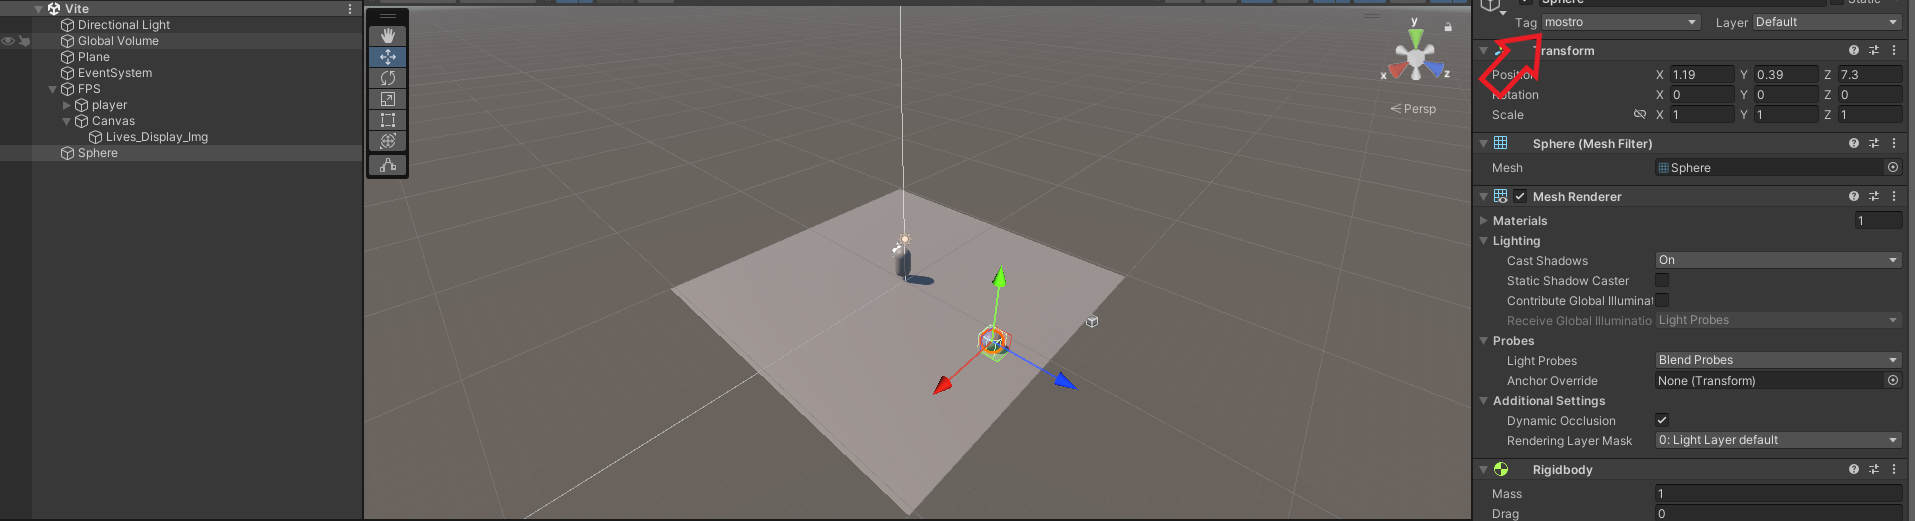 Vite
Directional Light
Global Volume
Plane
EventSystem
FPS
player
Canvas
Lives_Display_Img
Sphere
y
x
z
Persp
Sphere
Static
Tag mostro Layer Default
Transform
Position X 1.19 Y 0.39 Z 7.3
Rotation X 0 Y 0 Z 0
Scale X 1 Y 1 Z 1
Sphere (Mesh Filter)
Mesh Sphere
Mesh Renderer
Materials 1
Lighting
Cast Shadows On
Static Shadow Caster
Contribute Global Illuminat
Receive Global Illuminatio Light Probes
Probes
Light Probes Blend Probes
Anchor Override None (Transform)
Additional Settings
Dynamic Occlusion
Rendering Layer Mask 0: Light Layer default
Rigidbody
Mass 1
Drag 0